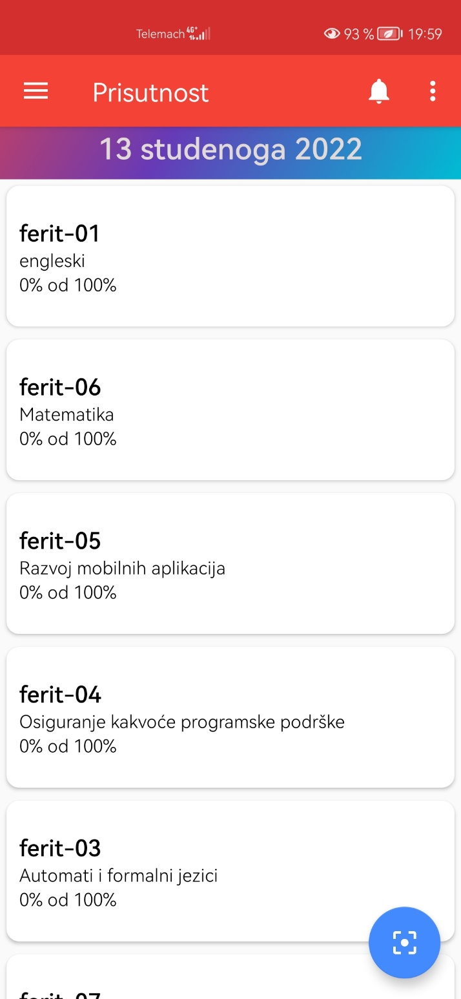 Telemach 4G+ 93 % 19:59
Prisutnost
13 studenoga 2022
ferit-01
engleski
0% od 100%
ferit-06
Matematika
0% od 100%
ferit-05
Razvoj mobilnih aplikacija
0% od 100%
ferit-04
Osiguranje kakvoće programske podrške
0% od 100%
ferit-03
Automati i formalni jezici
0% od 100%